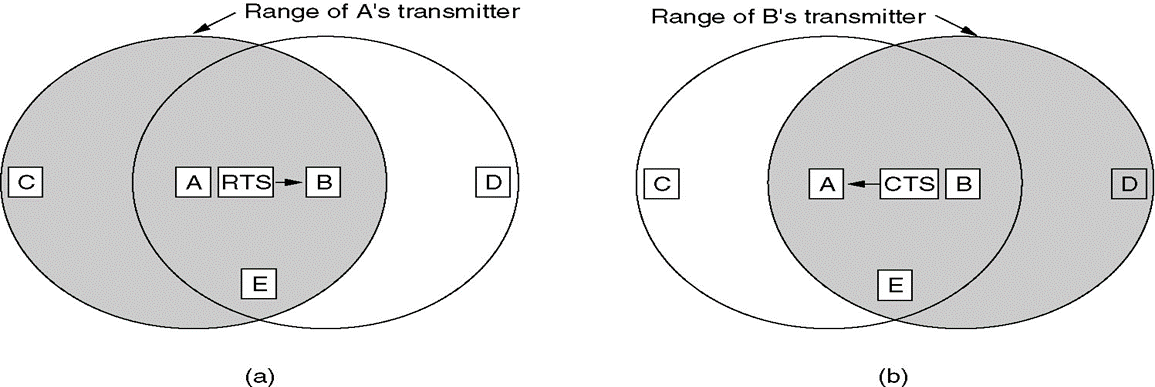 Range of A's transmitter
C
A
RTS
B
D
E
(a)
Range of B's transmitter
C
A
CTS
B
D
E
(b)